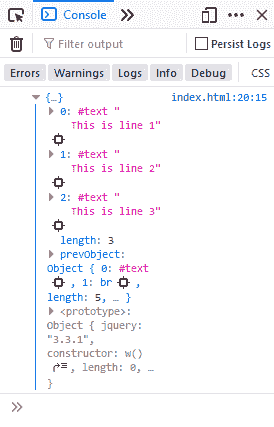 Console
Filter output
Persist Logs
Errors Warnings Logs Info Debug CSS
{…} index.html:20:15
0: #text "
This is line 1"
1: #text "
This is line 2"
2: #text "
This is line 3"
length: 3
prevObject:
Object { 0: #text
, 1: br ,
length: 5, … }
<prototype>:
Object { jquery:
"3.3.1",
constructor: w()
, length: 0, …
}